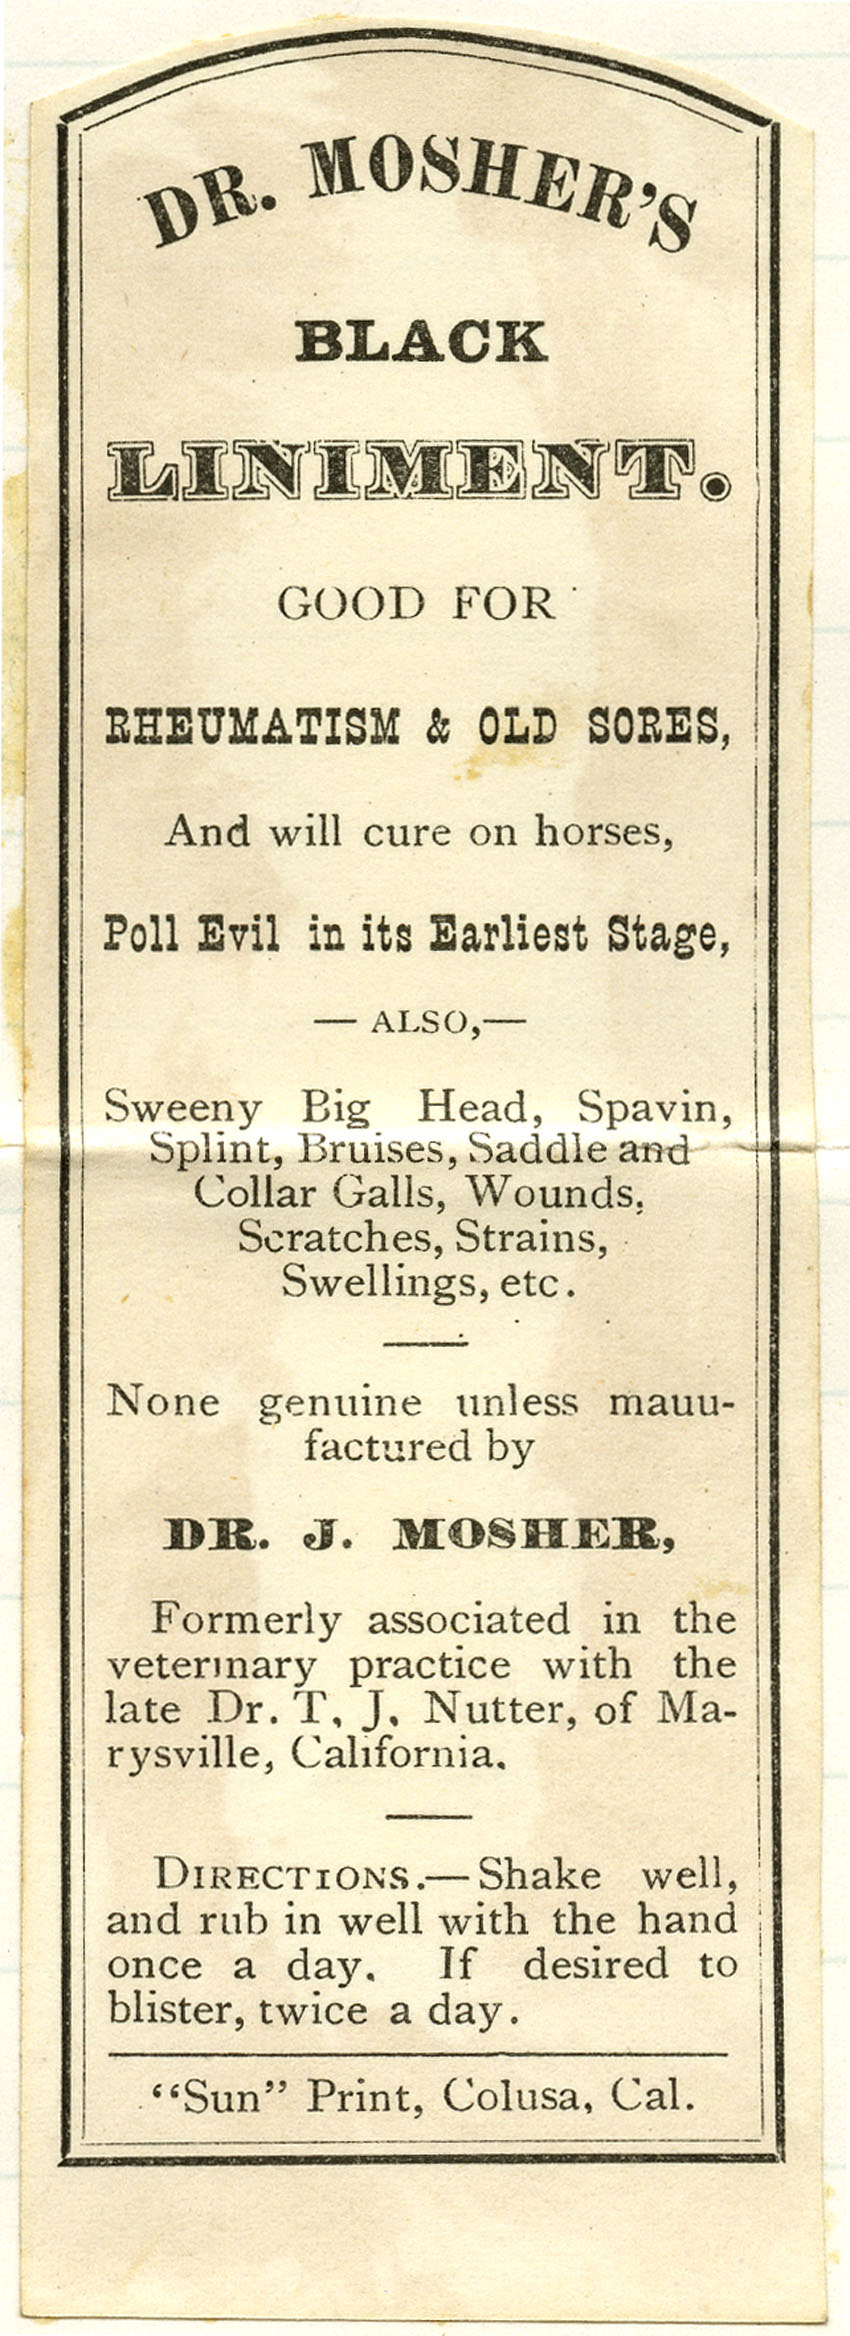 DR. MOSHER'S
BLACK
LINIMENT.
GOOD FOR
RHEUMATISM & OLD SORES,
And will cure on horses,
Poll Evil in its Earliest Stage,
— ALSO,—
Sweeny Big Head, Spavin,
Splint, Bruises, Saddle and
Collar Galls, Wounds,
Scratches, Strains,
Swellings, etc.
None genuine unless mauu-
factured by
DR. J. MOSHER,
Formerly associated in the
veterinary practice with the
late Dr. T. J. Nutter, of Ma-
rysville, California.
DIRECTIONS.—Shake well,
and rub in well with the hand
once a day. If desired to
blister, twice a day.
"Sun" Print, Colusa, Cal.